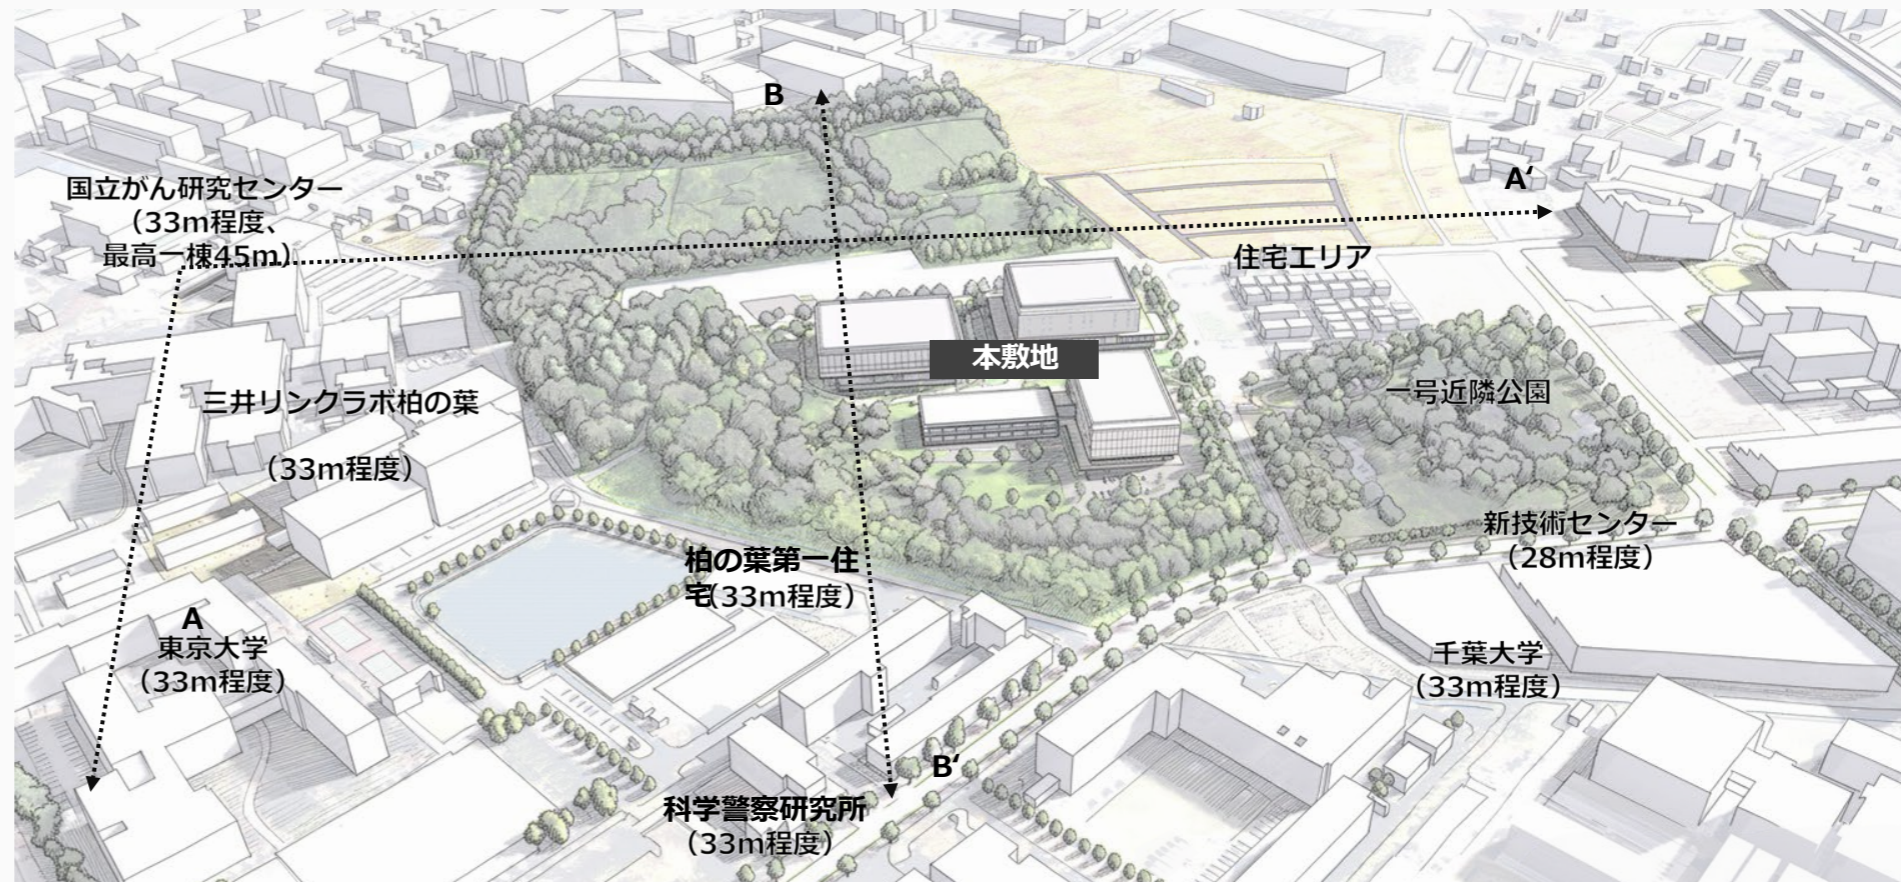 B
A‘
国立がん研究センター
（33m程度、
最高一棟45m）
住宅エリア
本敷地
一号近隣公園
三井リンクラボ柏の葉
（33m程度）
新技術センター
（28m程度）
柏の葉第一住
宅（33m程度）
A
東京大学
（33m程度）
千葉大学
（33m程度）
B‘
科学警察研究所
（33m程度）